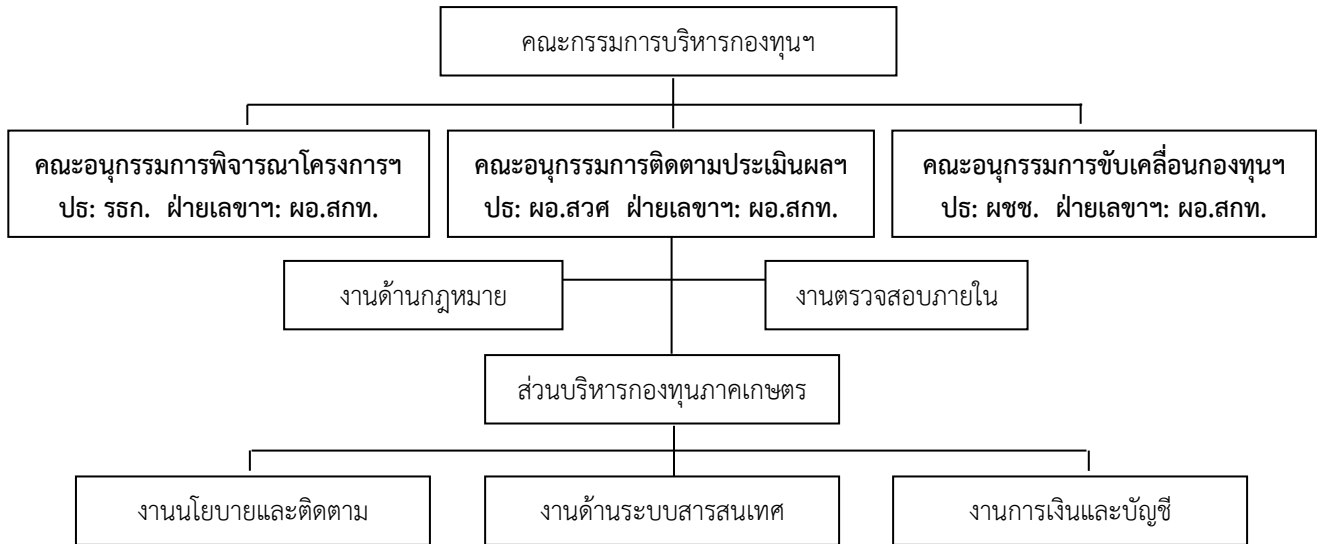 คณะกรรมการบริหารกองทุนฯ
คณะอนุกรรมการพิจารณาโครงการฯ
ปธ: รธก. ฝ่ายเลขาฯ: ผอ.สกท.
คณะอนุกรรมการติดตามประเมินผลฯ
ปธ: ผอ.สวศ ฝ่ายเลขาฯ: ผอ.สกท.
คณะอนุกรรมการขับเคลื่อนกองทุนฯ
ปธ: ผชช. ฝ่ายเลขาฯ: ผอ.สกท.
งานด้านกฎหมาย
งานตรวจสอบภายใน
ส่วนบริหารกองทุนภาคเกษตร
งานนโยบายและติดตาม
งานด้านระบบสารสนเทศ
งานการเงินและบัญชี